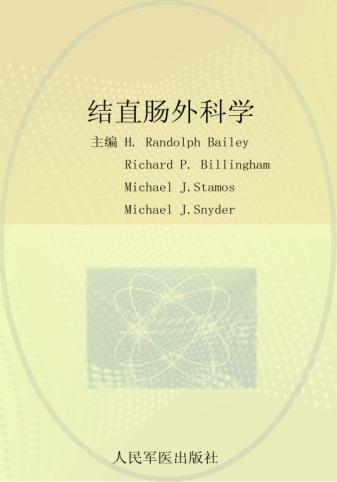 结直肠外科学
主编 H. Randolph Bailey
Richard P. Billingham
Michael J.Stamos
Michael J.Snyder
人民军医出版社